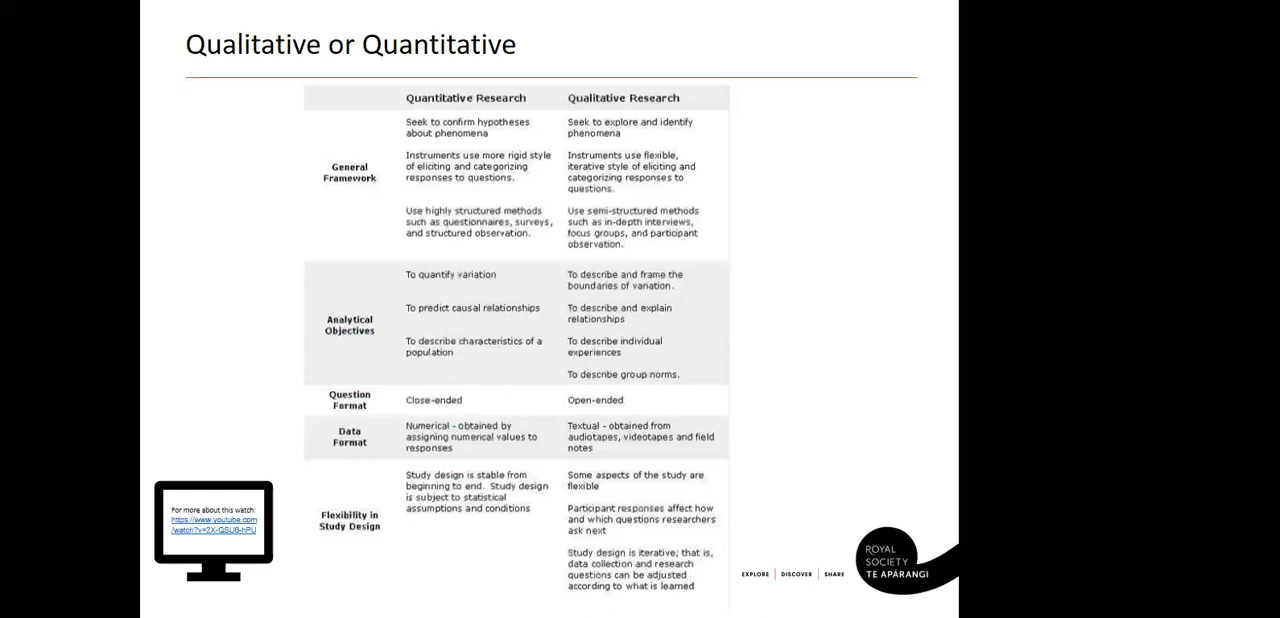 Qualitative or Quantitative
Quantitative Research
Qualitative Research
General
Framework
Seek to confirm hypotheses
about phenomena
Instruments use more rigid style
of eliciting and categorizing
responses to questions.
Use highly structured methods
such as questionnaires, surveys,
and structured observation.
Seek to explore and identify
phenomena
Instruments use flexible,
iterative style of eliciting and
categorizing responses to
questions.
Use semi-structured methods
such as in-depth interviews,
focus groups, and participant
observation.
Analytical
Objectives
To quantify variation
To predict causal relationships
To describe characteristics of a
population
To describe and frame the
boundaries of variation.
To describe and explain
relationships
To describe individual
experiences
To describe group norms.
Question
Format
Close-ended
Open-ended
Data
Format
Numerical - obtained by
assigning numerical values to
responses
Textual - obtained from
audiotapes, videotapes and field
notes
Flexibility in
Study Design
Study design is stable from
beginning to end. Study design
is subject to statistical
assumptions and conditions
Some aspects of the study are
flexible
Participant responses affect how
and which questions researchers
ask next
Study design is iterative; that is,
data collection and research
questions can be adjusted
according to what is learned
For more about this watch:
https://www.youtube.com
/watch?v=2X-QSU6-hPU
EXPLORE | DISCOVER | SHARE
ROYAL
SOCIETY
TE APĀRANGI